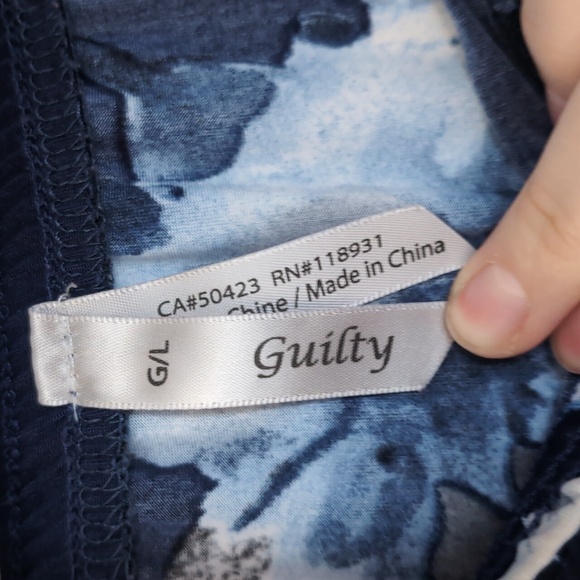 CA#50423 RN#118931
Chine / Made in China
G/L
Guilty